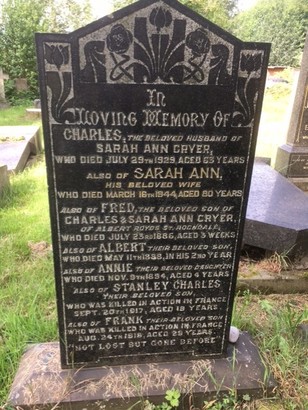 In
Loving Memory Of
CHARLES, THE BELOVED HUSBAND OF
SARAH ANN CRYER,
WHO DIED JULY 29TH 1929, AGED 65 YEARS
ALSO OF SARAH ANN,
HIS BELOVED WIFE
WHO DIED MARCH 16TH 1944, AGED 80 YEARS
ALSO OF FRED, THE BELOVED SON OF
CHARLES & SARAH ANN CRYER,
OF ALBERT ROYDS ST. ROCHDALE,
WHO DIED JULY 23RD 1886, AGED 3 WEEKS
ALSO OF ALBERT THEIR BELOVED SON,
WHO DIED MAY 11TH 1888, IN HIS 2ND YEAR
ALSO OF ANNIE THEIR BELOVED DAUGHTER
WHO DIED NOV. 9TH 1894, AGED 4 YEARS
ALSO OF STANLEY CHARLES
THEIR BELOVED SON,
WHO WAS KILLED IN ACTION IN FRANCE
SEPT. 20TH 1917, AGED 19 YEARS.
ALSO OF FRANK THEIR BELOVED SON
WHO WAS KILLED IN ACTION IN FRANCE
AUG. 24TH 1918, AGED 25 YEARS.
"NOT LOST BUT GONE BEFORE"